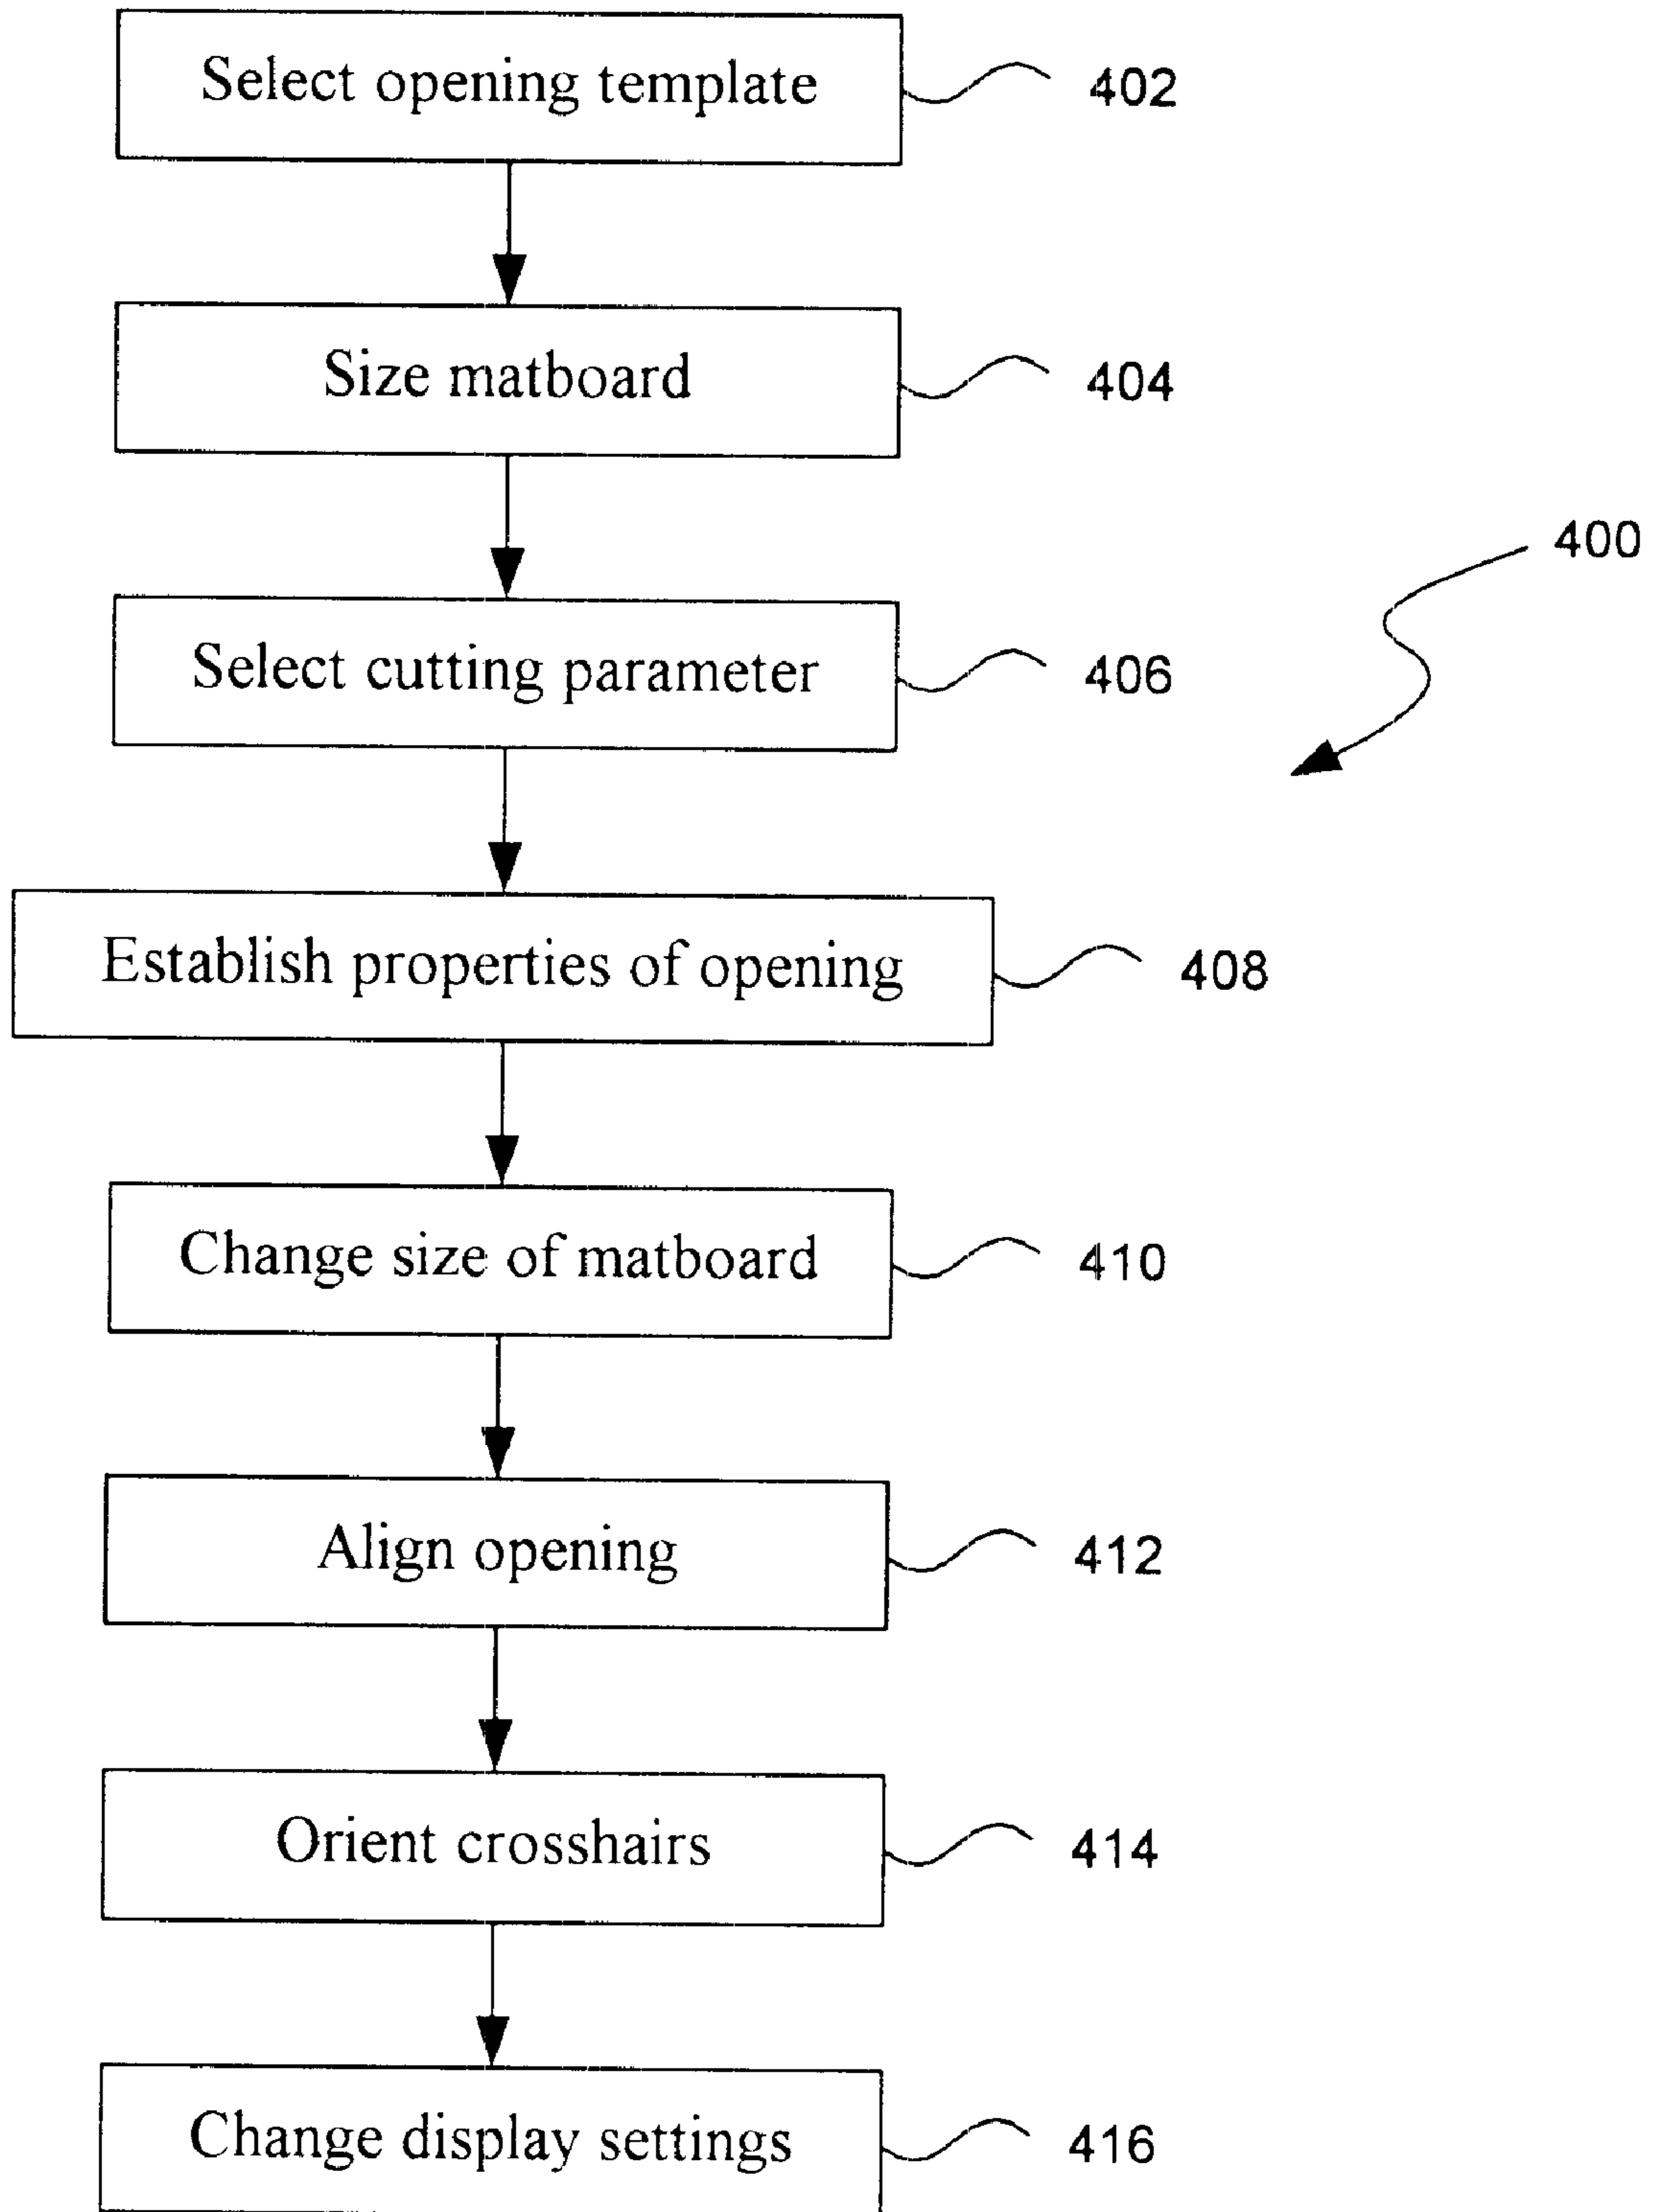 Select opening template 402
Size matboard 404
400
Select cutting parameter 406
Establish properties of opening 408
Change size of matboard 410
Align opening 412
Orient crosshairs 414
Change display settings 416